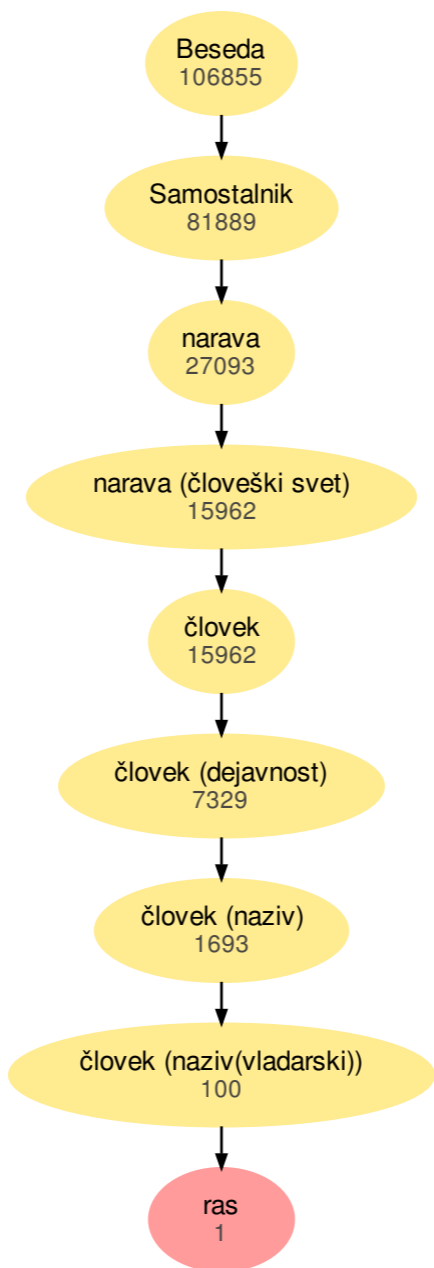 Beseda
106855
Samostalnik
81889
narava
27093
narava (človeški svet)
15962
človek
15962
človek (dejavnost)
7329
človek (naziv)
1693
človek (naziv(vladarski))
100
ras
1